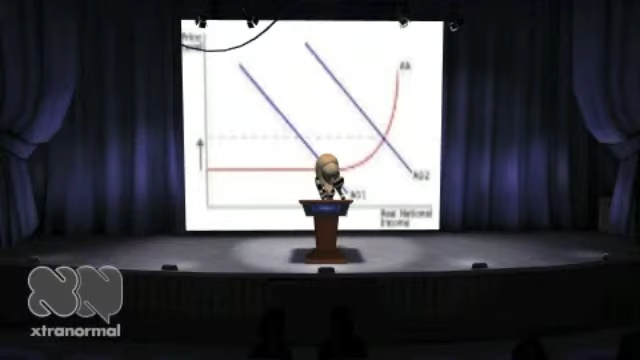 Price
AS
AD2
AD1
Real National
Income
xtranormal